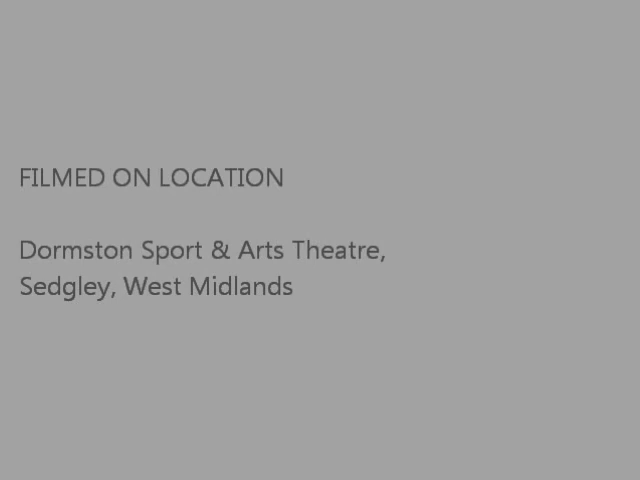 FILMED ON LOCATION
Dormston Sport & Arts Theatre,
Sedgley, West Midlands